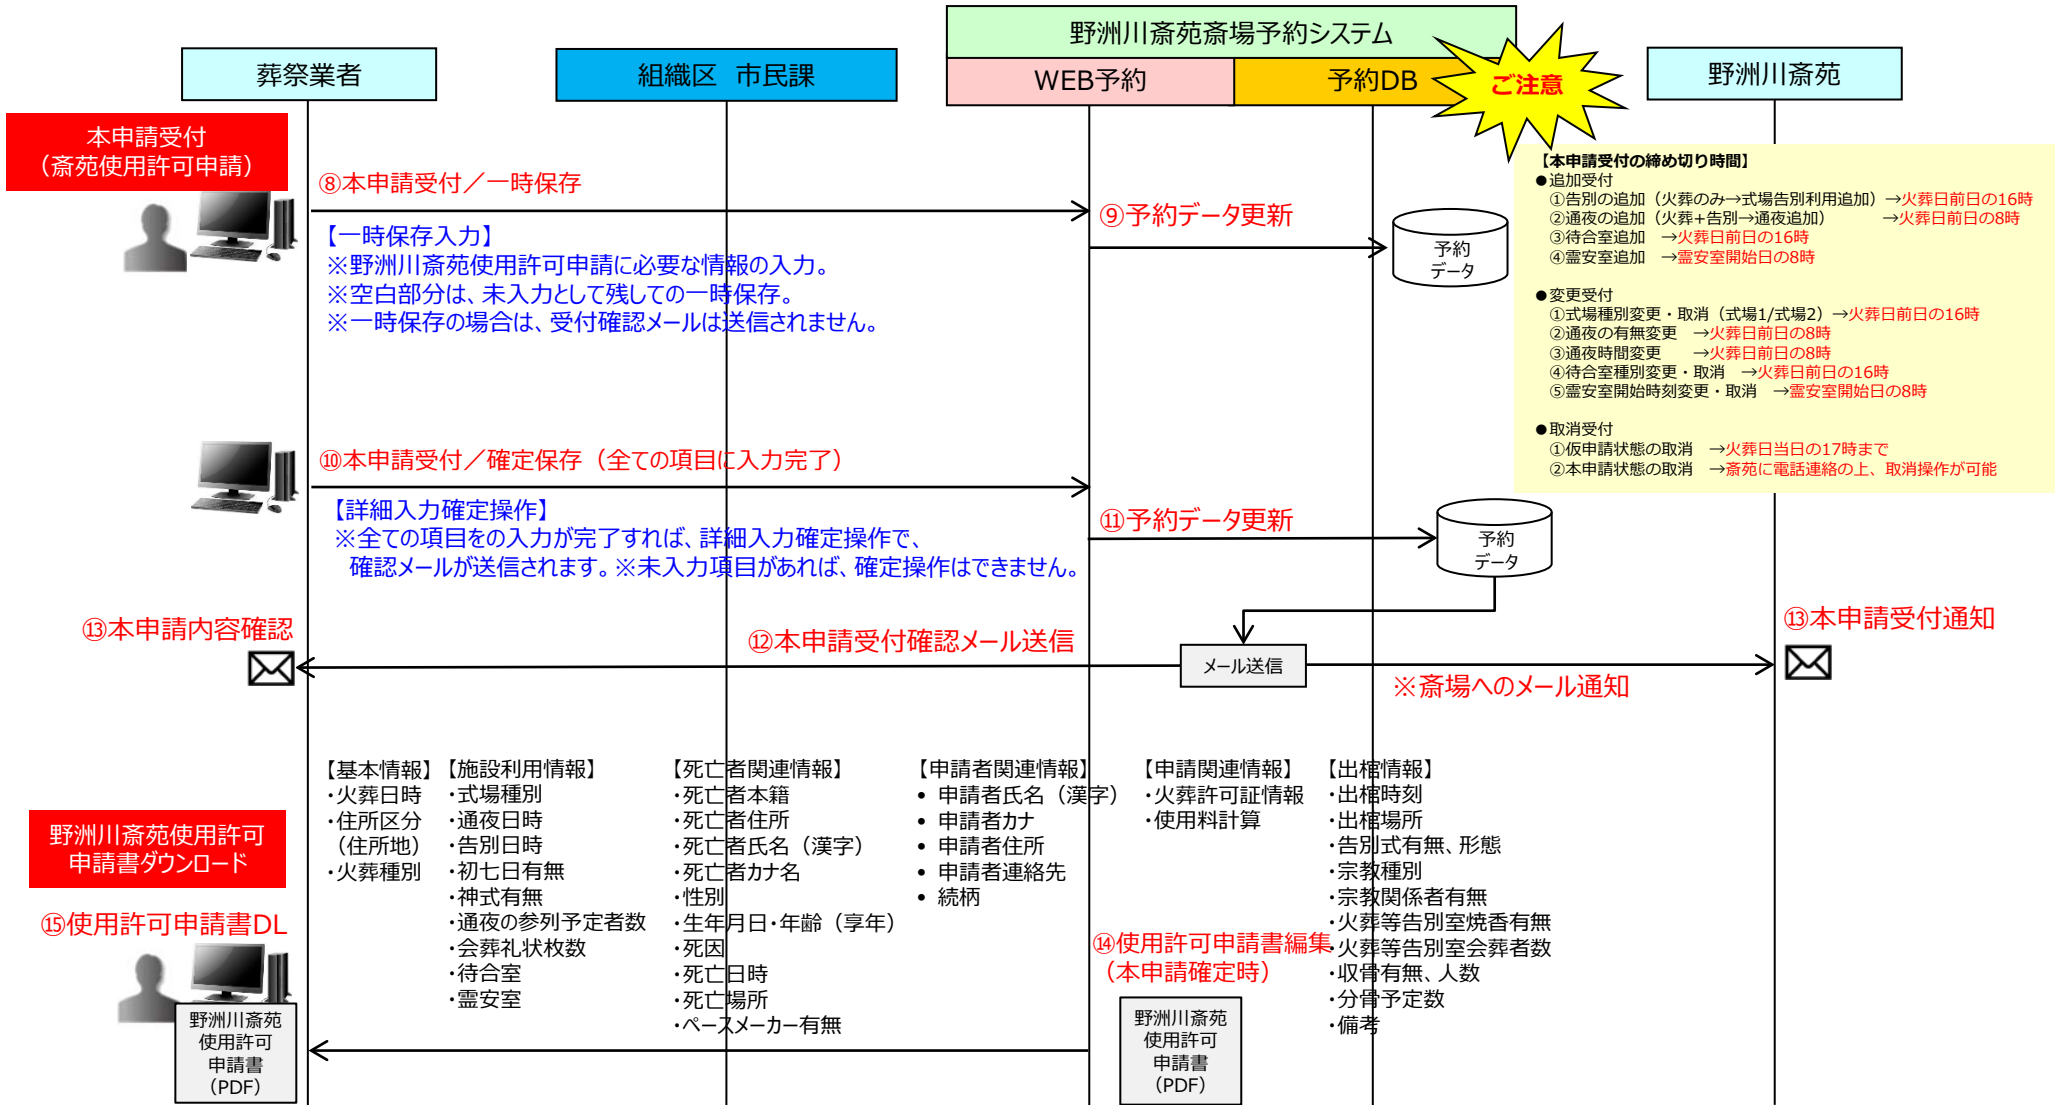 野洲川斎苑斎場予約システム
葬祭業者
組織区　市民課
WEB予約
予約DB
ご注意
野洲川斎苑
本申請受付
（斎苑使用許可申請）
【本申請受付の締め切り時間】
●追加受付
①告別の追加（火葬のみ→式場告別利用追加）→火葬日前日の16時
②通夜の追加（火葬+告別→通夜追加）　→火葬日前日の8時
③待合室追加　→火葬日前日の16時
④霊安室追加　→霊安室開始日の8時
●変更受付
①式場種別変更・取消（式場1/式場2）→火葬日前日の16時
②通夜の有無変更　→火葬日前日の8時
③通夜時間変更　→火葬日前日の8時
④待合室種別変更・取消　→火葬日前日の16時
⑤霊安室開始時刻変更・取消　→霊安室開始日の8時
●取消受付
①仮申請状態の取消　→火葬日当日の17時まで
②本申請状態の取消　→斎苑に電話連絡の上、取消操作が可能
⑧本申請受付／一時保存
⑨予約データ更新
予約
データ
【一時保存入力】
※野洲川斎苑使用許可申請に必要な情報の入力。
※空白部分は、未入力として残しての一時保存。
※一時保存の場合は、受付確認メールは送信されません。
⑩本申請受付／確定保存（全ての項目に入力完了）
【詳細入力確定操作】
※全ての項目をの入力が完了すれば、詳細入力確定操作で、
確認メールが送信されます。※未入力項目があれば、確定操作はできません。
⑪予約データ更新
予約
データ
⑬本申請内容確認
⑫本申請受付確認メール送信
メール送信
⑬本申請受付通知
※斎場へのメール通知
野洲川斎苑使用許可
申請書ダウンロード
【基本情報】
・火葬日時
・住所区分
（住所地）
・火葬種別
【施設利用情報】
・式場種別
・通夜日時
・告別日時
・初七日有無
・神式有無
・通夜の参列予定者数
・会葬礼状枚数
・待合室
・霊安室
【死亡者関連情報】
・死亡者本籍
・死亡者住所
・死亡者氏名（漢字）
・死亡者カナ名
・性別
・生年月日・年齢（享年）
・死因
・死亡日時
・死亡場所
・ペースメーカー有無
【申請者関連情報】
• 申請者氏名（漢字）
• 申請者カナ
• 申請者住所
• 申請者連絡先
• 続柄
【申請関連情報】
・火葬許可証情報
・使用料計算
【出棺情報】
・出棺時刻
・出棺場所
・告別式有無、形態
・宗教種別
・宗教関係者有無
・火葬等告別室焼香有無
・火葬等告別室会葬者数
・収骨有無、人数
・分骨予定数
・備考
⑭使用許可申請書編集
（本申請確定時）
野洲川斎苑
使用許可
申請書
（PDF）
⑮使用許可申請書DL
野洲川斎苑
使用許可
申請書
（PDF）